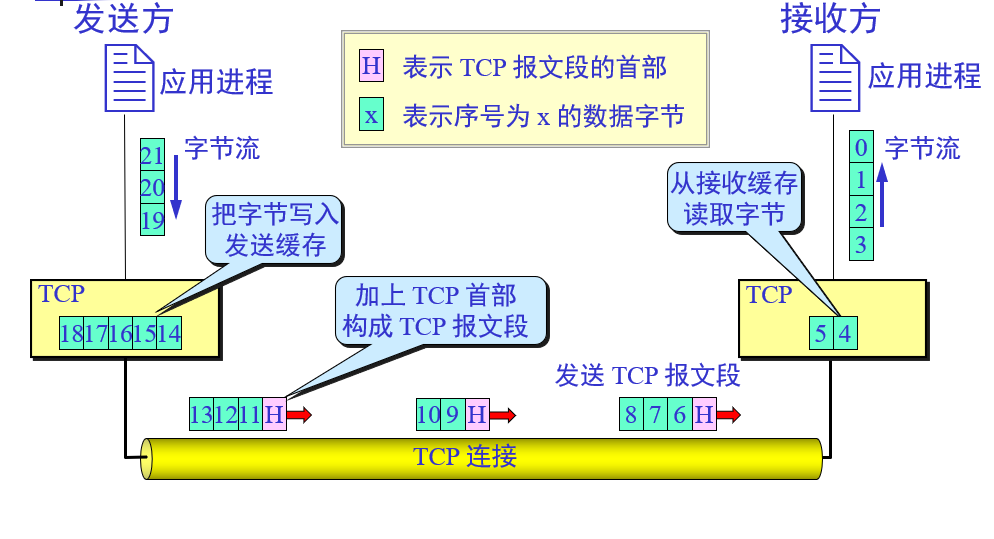 发送方
接收方
应用进程
H 表示 TCP 报文段的首部
x 表示序号为 x 的数据字节
应用进程
21
20
19
字节流
0
1
2
3
字节流
把字节写入
发送缓存
从接收缓存
读取字节
TCP
18 17 16 15 14
加上 TCP 首部
构成 TCP 报文段
TCP
5 4
发送 TCP 报文段
13 12 11 H
10 9 H
8 7 6 H
TCP 连接